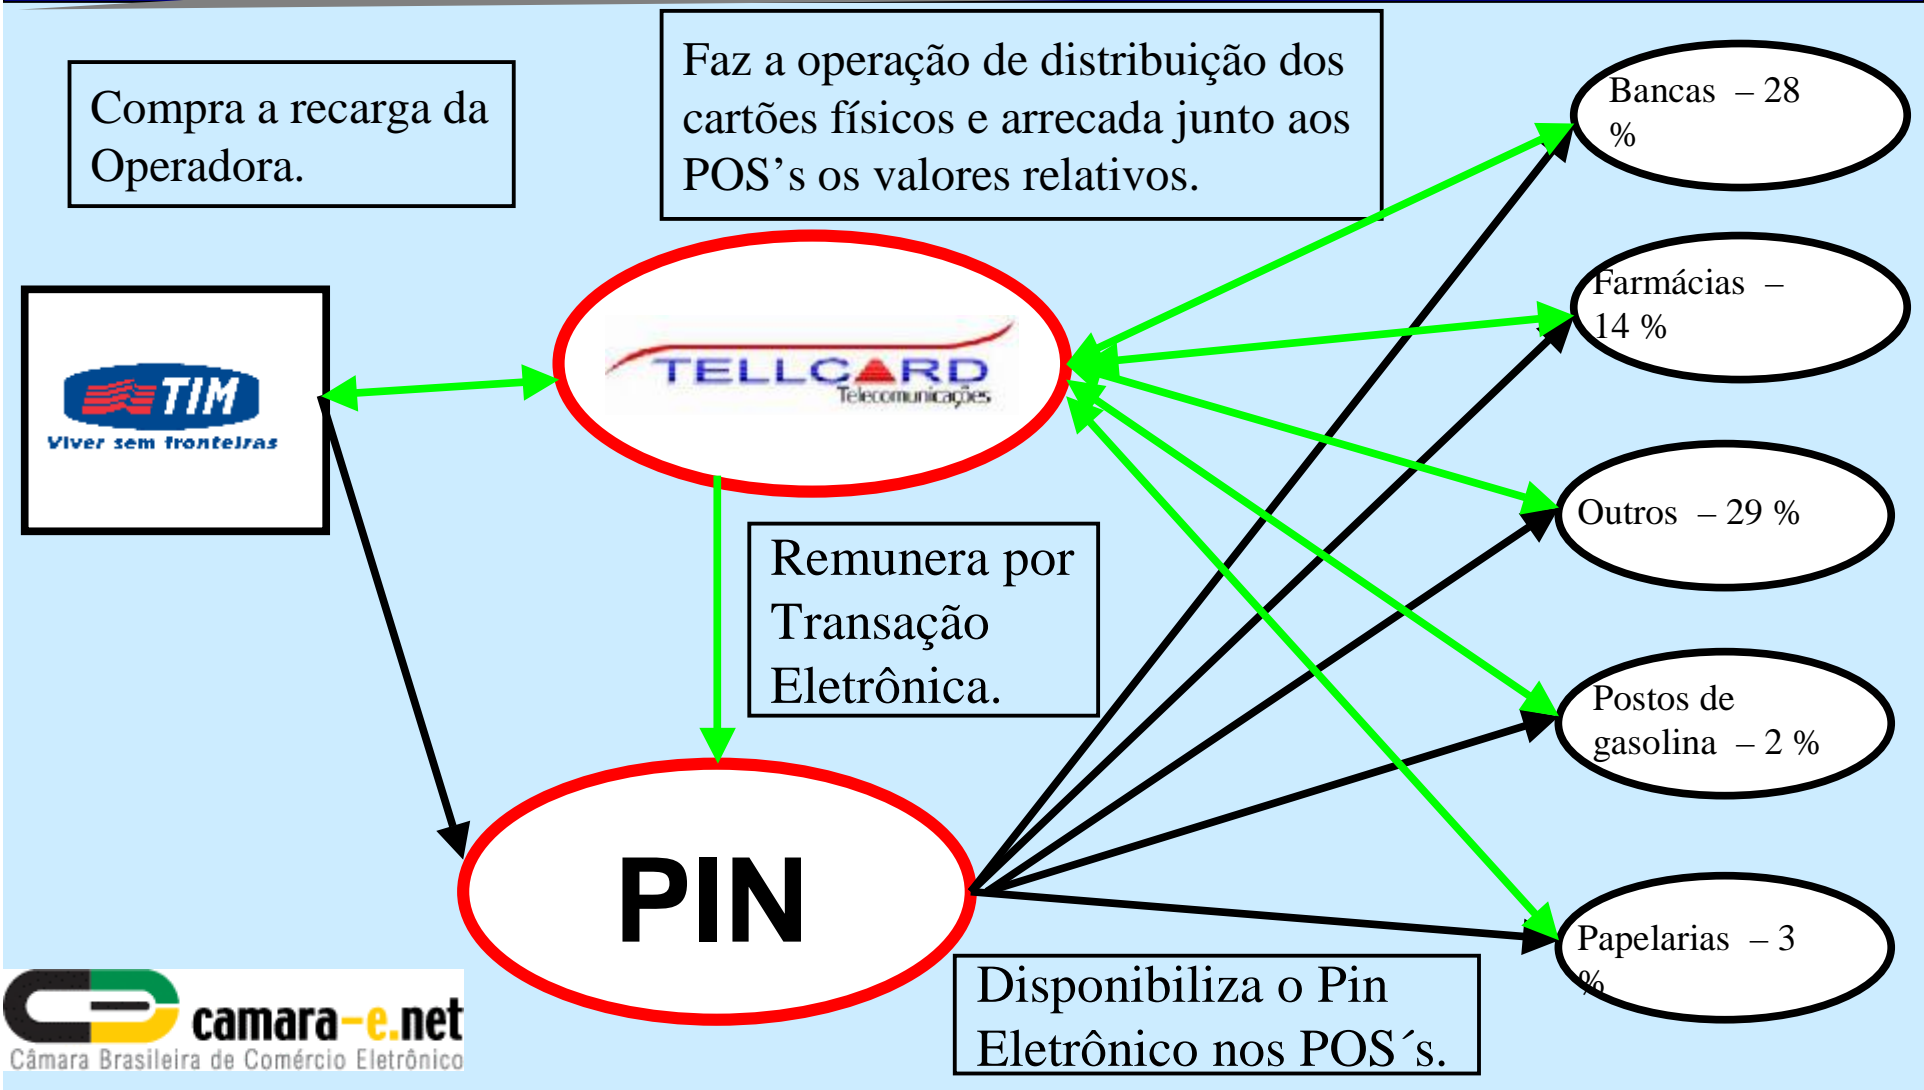 Compra a recarga da
Operadora.
Faz a operação de distribuição dos
cartões físicos e arrecada junto aos
POS’s os valores relativos.
Bancas – 28
%
Farmácias –
14 %
TIM
Viver sem fronteiras
TELLCARD
Telecomunicações
Outros – 29 %
Remunera por
Transação
Eletrônica.
Postos de
gasolina – 2 %
PIN
Papelarias – 3
%
Disponibiliza o Pin
Eletrônico nos POS´s.
camara-e.net
Câmara Brasileira de Comércio Eletrônico